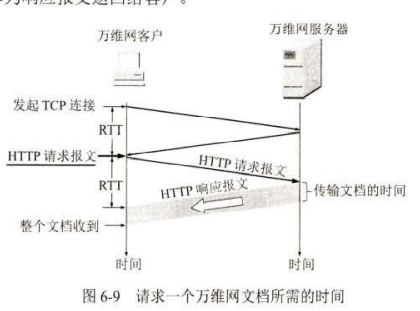 为响应报文返回给客户。
万维网客户
万维网服务器
发起 TCP 连接
RTT
HTTP 请求报文
HTTP 请求报文
RTT
HTTP 响应报文
传输文档的时间
整个文档收到
时间
时间
图 6-9 请求一个万维网文档所需的时间